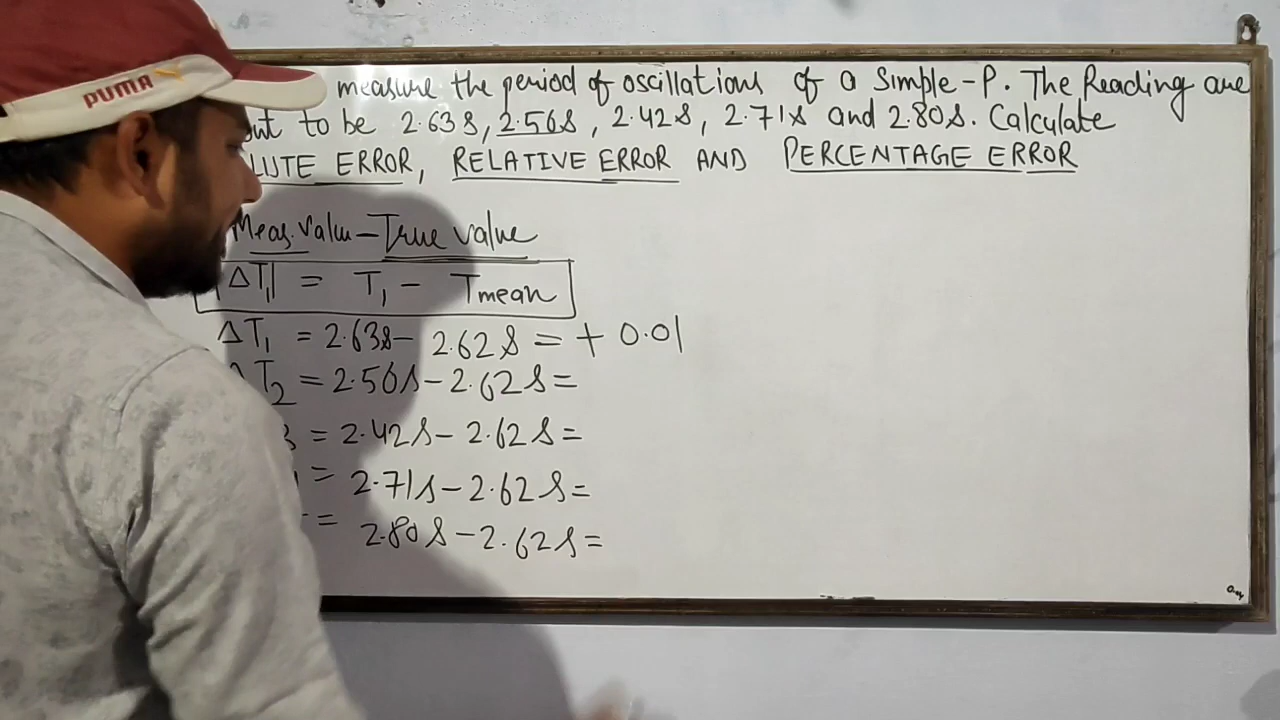 PUMA
measure the period of oscillations of a Simple-P. The Reading are
ut to be 2.63s, 2.56s, 2.42s, 2.71s and 2.80s. Calculate
LUTE ERROR, RELATIVE ERROR AND PERCENTAGE ERROR
Meas. Value – True value
|ΔT₁| = T₁ - Tmean
ΔT₁ = 2.63s - 2.62s = + 0.01
T₂ = 2.56s - 2.62s =
3 = 2.42s - 2.62s =
= 2.71s - 2.62s =
= 2.80s - 2.62s =